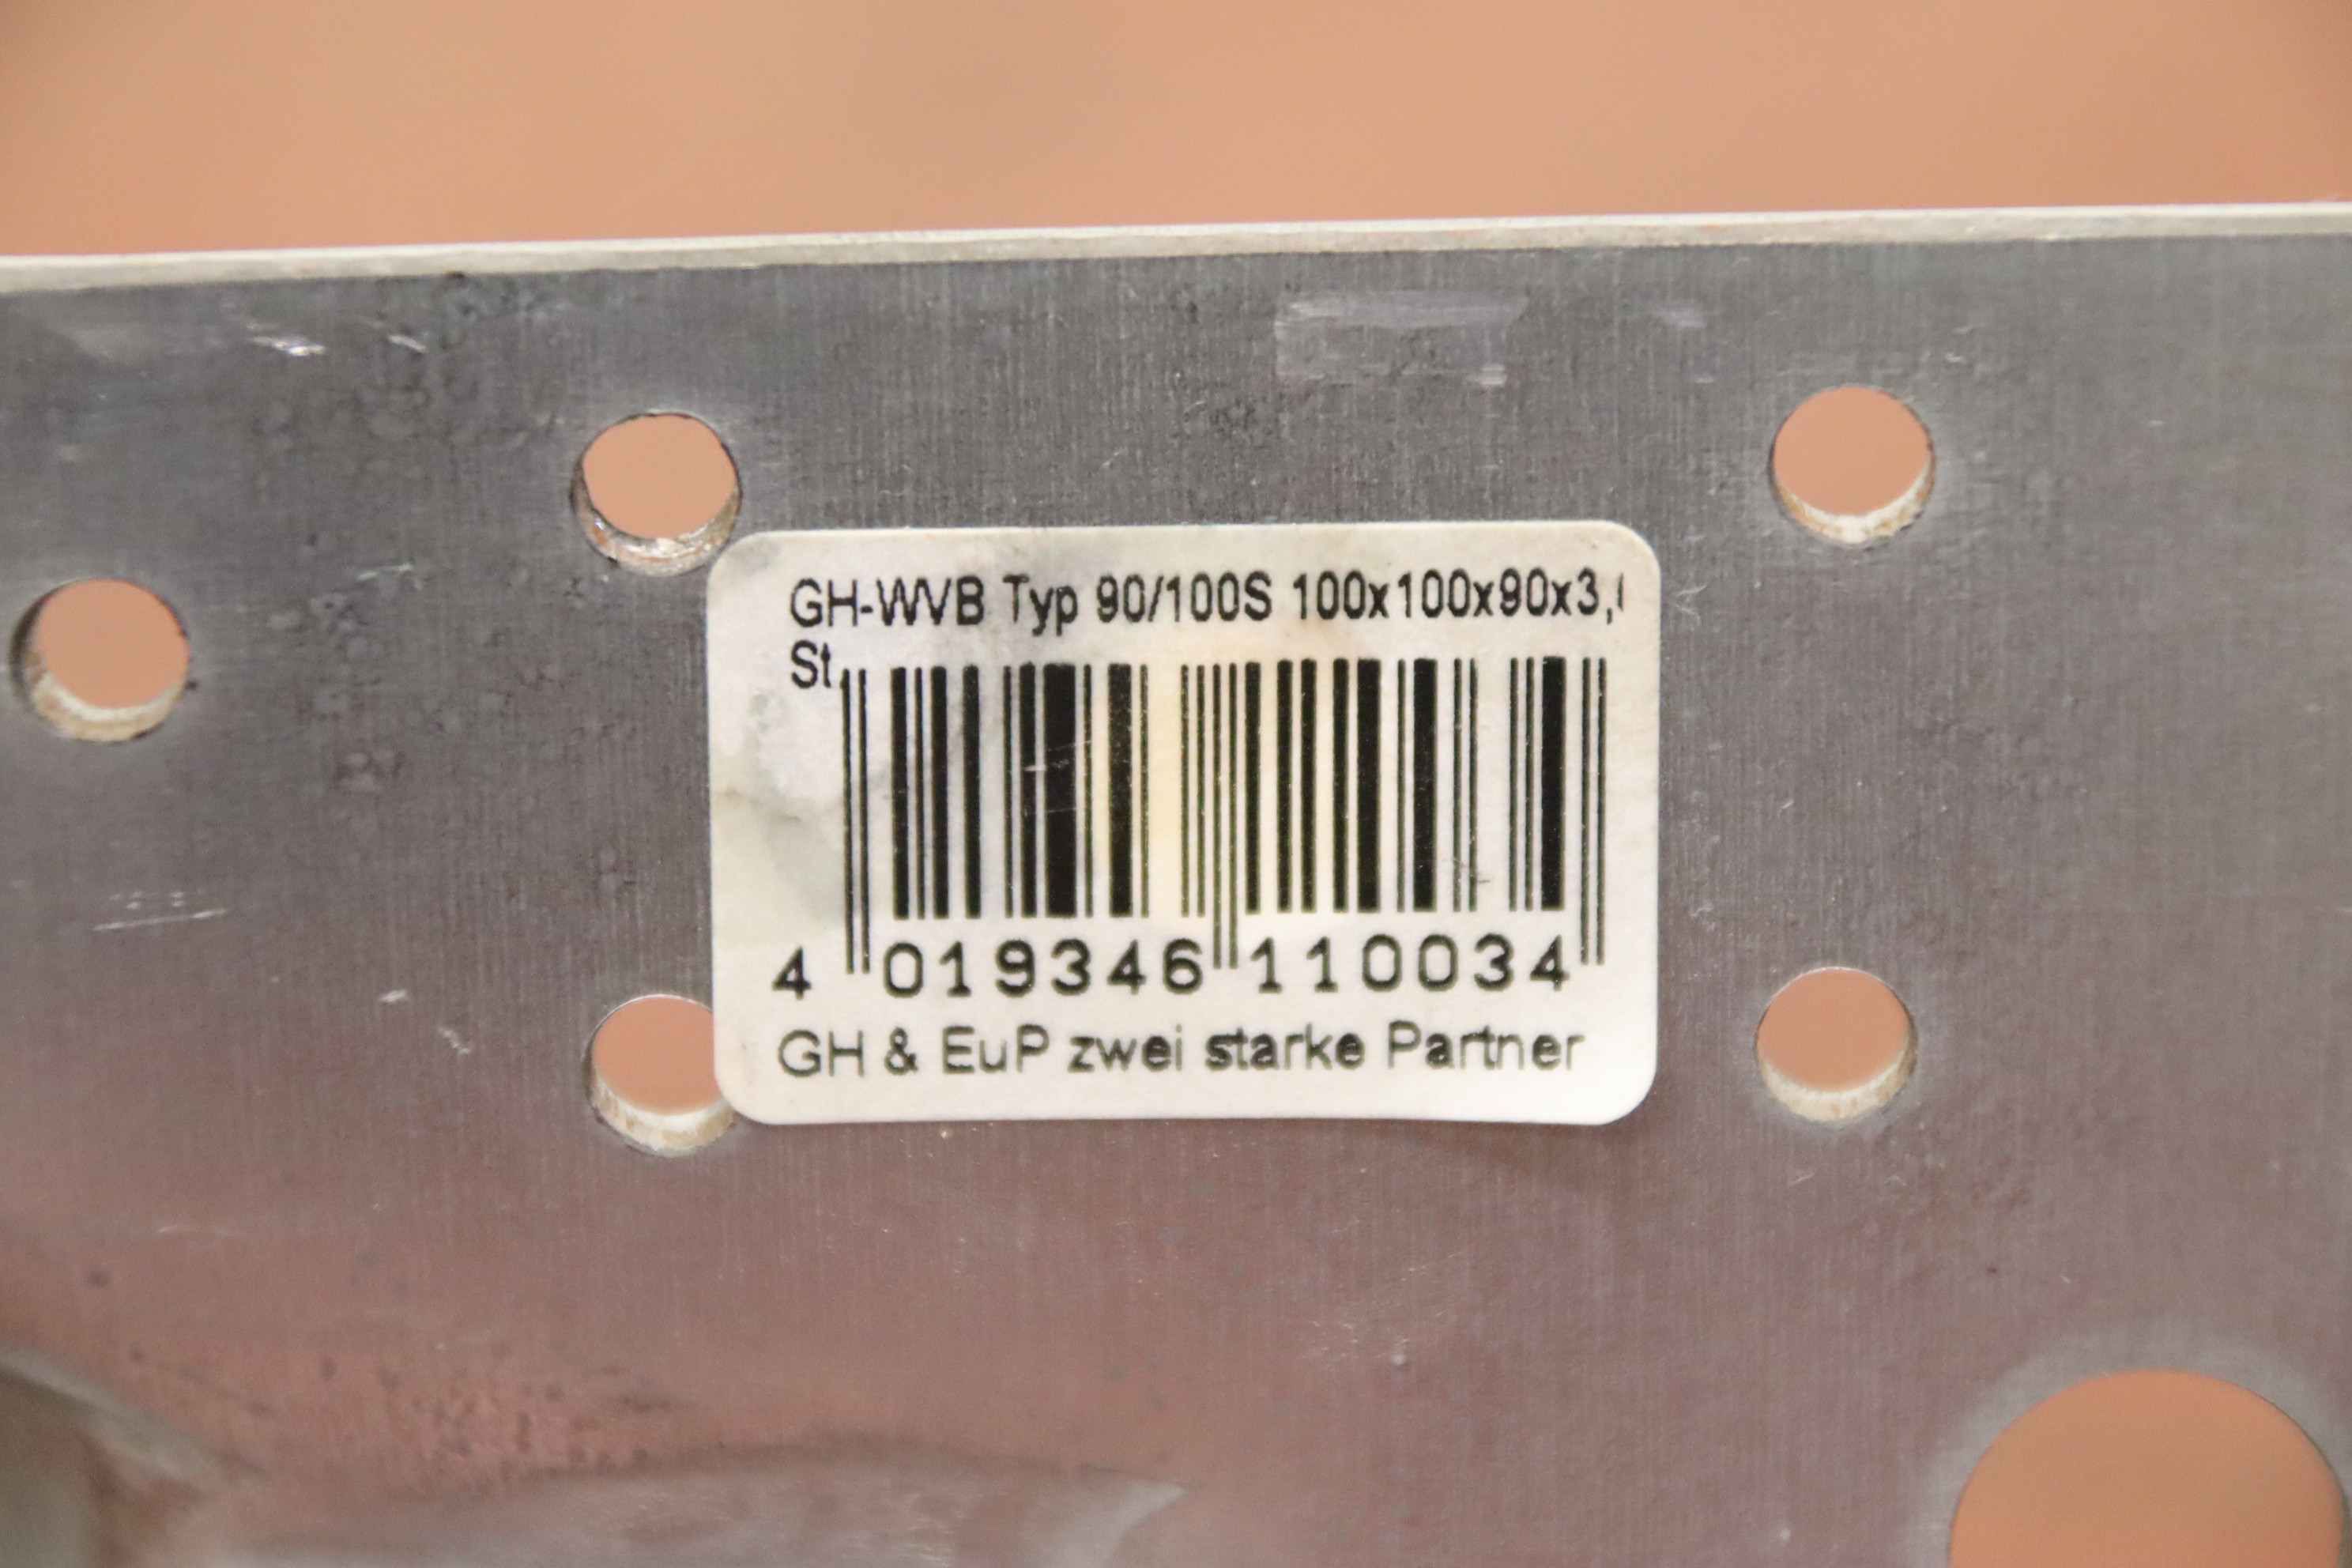 GH-WVB Typ 90/100S 100x100x90x3,
St.
4 019346 110034
GH & EuP zwei starke Partner